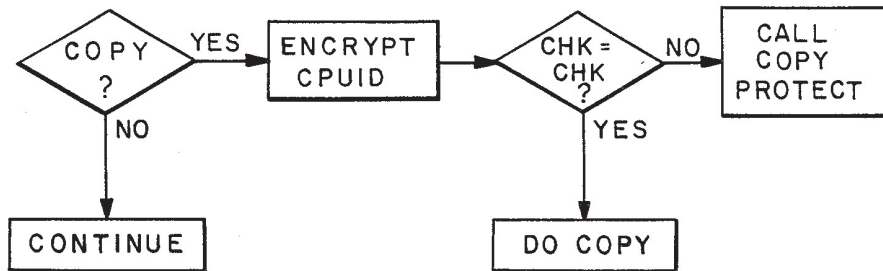 COPY
?
YES
NO
CONTINUE
ENCRYPT
CPUID
CHK =
CHK
?
NO
YES
DO COPY
CALL
COPY
PROTECT